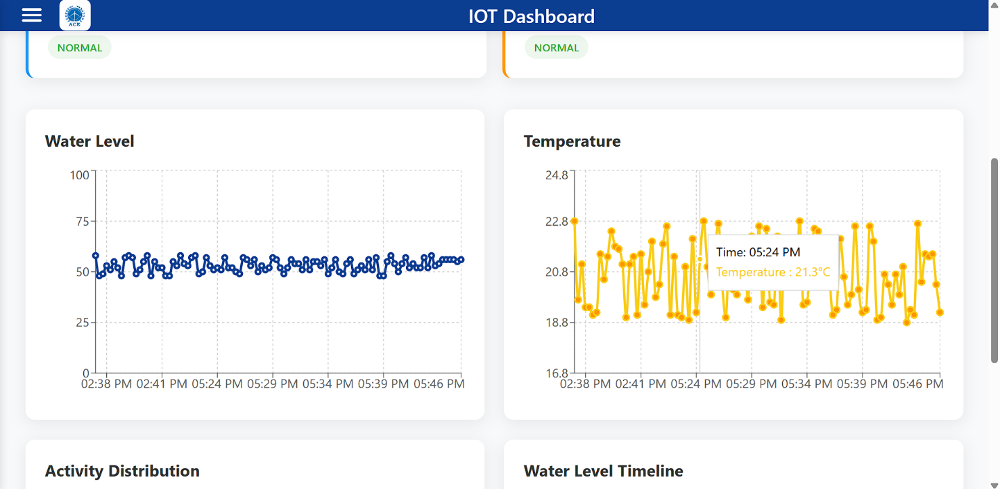 ACE
IOT Dashboard
NORMAL
NORMAL
Water Level
100
75
50
25
0
02:38 PM 02:41 PM 05:24 PM 05:29 PM 05:34 PM 05:39 PM 05:46 PM
Temperature
24.8
22.8
20.8
18.8
16.8
Time: 05:24 PM
Temperature : 21.3°C
02:38 PM 02:41 PM 05:24 PM 05:29 PM 05:34 PM 05:39 PM 05:46 PM
Activity Distribution
Water Level Timeline